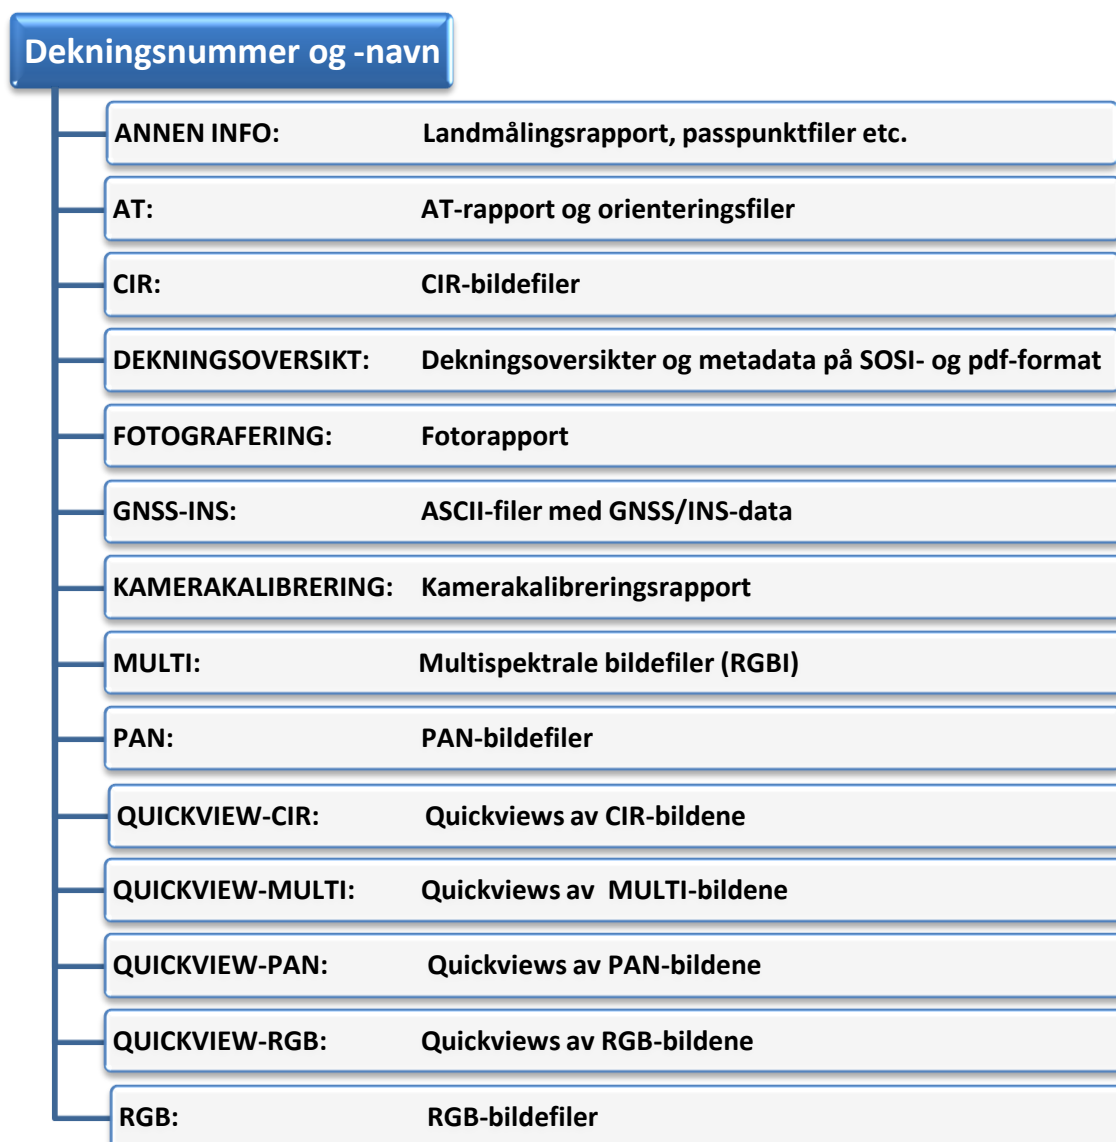 Dekningsnummer og -navn
ANNEN INFO: Landmålingsrapport, passpunktfiler etc.
AT: AT-rapport og orienteringsfiler
CIR: CIR-bildefiler
DEKNINGSOVERSIKT: Dekningsoversikter og metadata på SOSI- og pdf-format
FOTOGRAFERING: Fotorapport
GNSS-INS: ASCII-filer med GNSS/INS-data
KAMERAKALIBRERING: Kamerakalibreringsrapport
MULTI: Multispektrale bildefiler (RGBI)
PAN: PAN-bildefiler
QUICKVIEW-CIR: Quickviews av CIR-bildene
QUICKVIEW-MULTI: Quickviews av MULTI-bildene
QUICKVIEW-PAN: Quickviews av PAN-bildene
QUICKVIEW-RGB: Quickviews av RGB-bildene
RGB: RGB-bildefiler